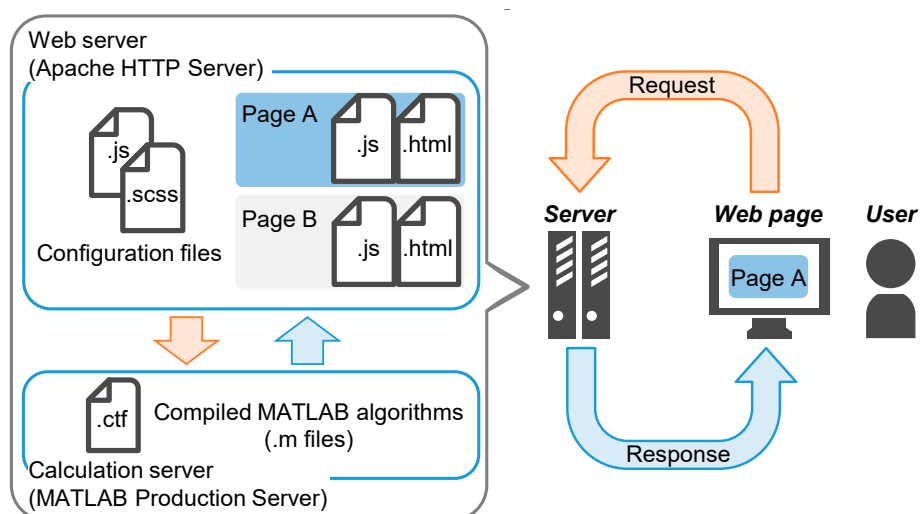 Web server
(Apache HTTP Server)
.js
.scss
Configuration files
Page A
.js
.html
Page B
.js
.html
.ctf
Compiled MATLAB algorithms
(.m files)
Calculation server
(MATLAB Production Server)
Request
Server
Web page
User
Page A
Response